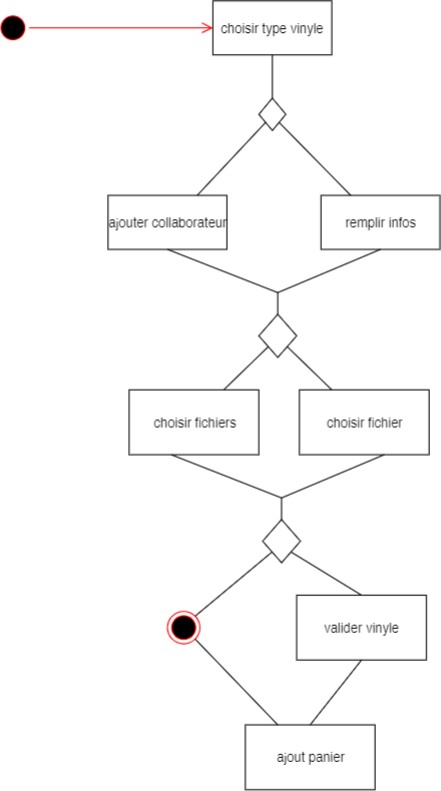 choisir type vinyle
ajouter collaborateur
remplir infos
choisir fichiers
choisir fichier
valider vinyle
ajout panier